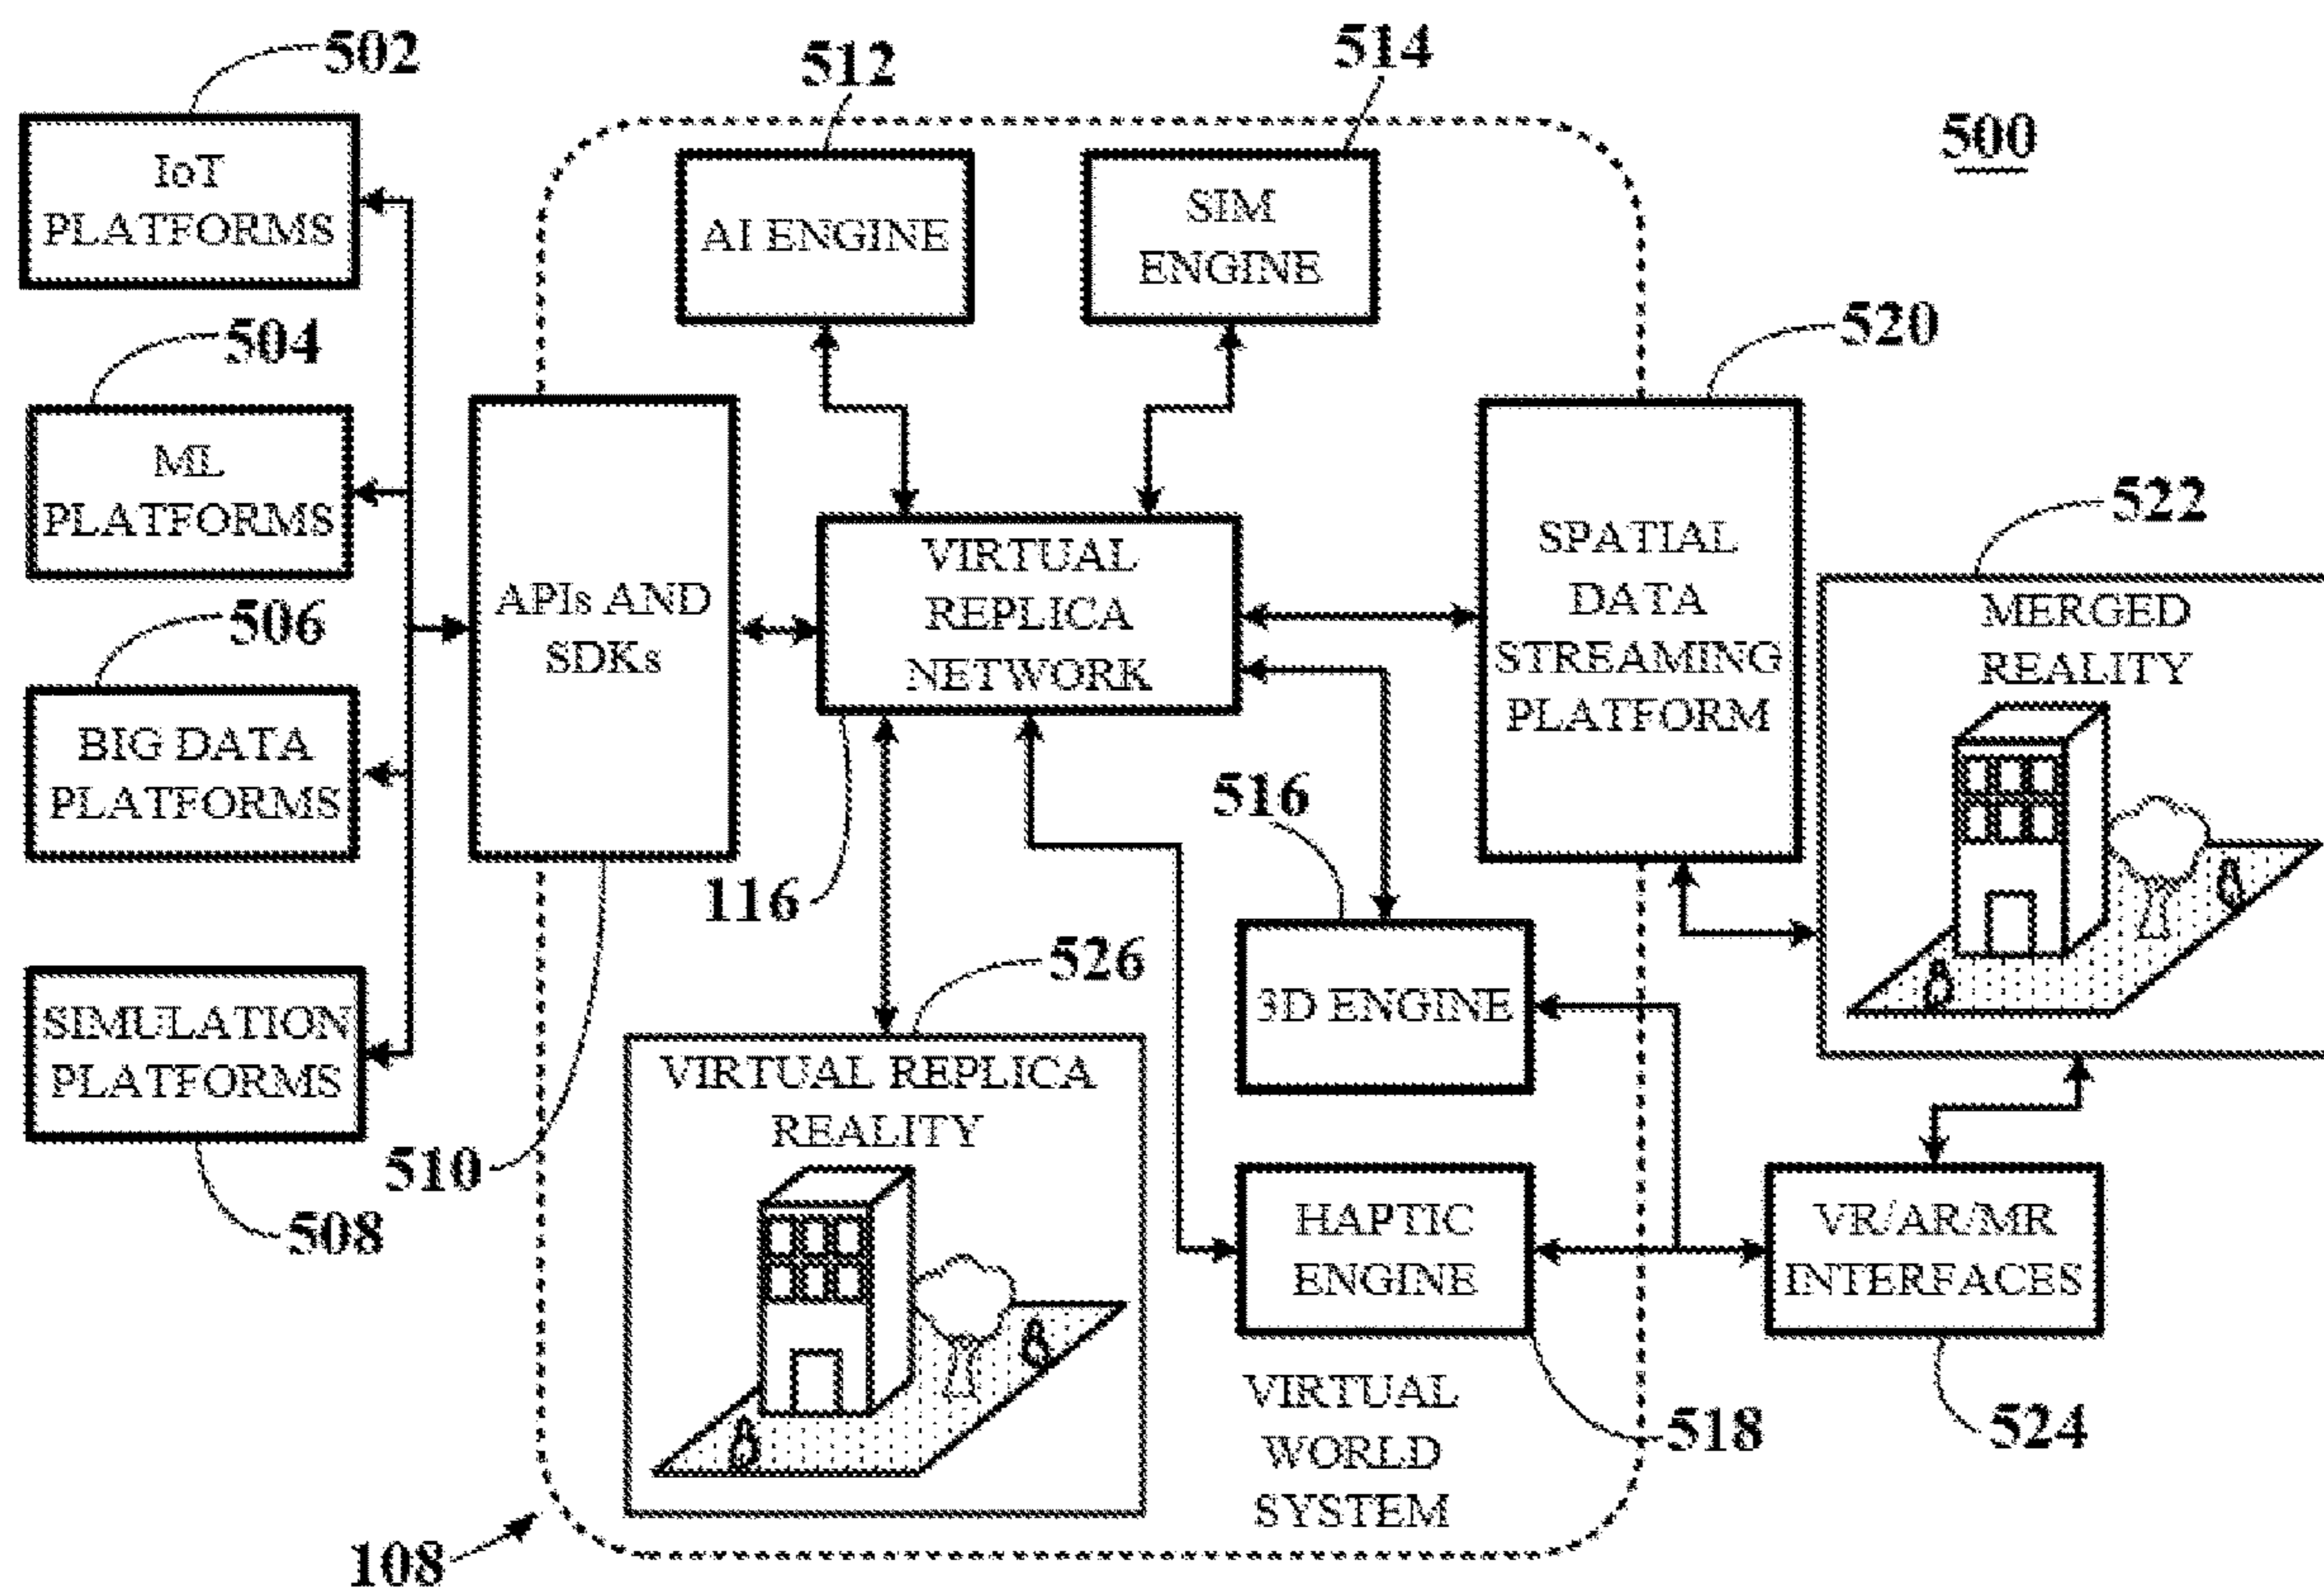 502
512
514
500
IoT
PLATFORMS
AI ENGINE
SIM
ENGINE
504
520
ML
PLATFORMS
522
506
APIs AND
SDKs
VIRTUAL
REPLICA
NETWORK
SPATIAL
DATA
STREAMING
PLATFORM
MERGED
REALITY
BIG DATA
PLATFORMS
516
116
526
SIMULATION
PLATFORMS
3D ENGINE
VIRTUAL REPLICA
REALITY
510
508
HAPTIC
ENGINE
VR/AR/MR
INTERFACES
518
524
VIRTUAL
WORLD
SYSTEM
108